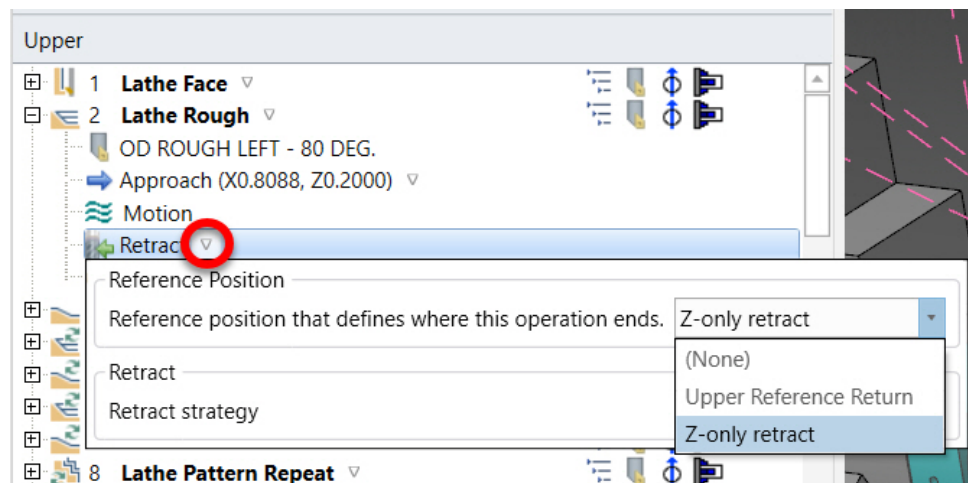 Upper
1 Lathe Face
2 Lathe Rough
OD ROUGH LEFT - 80 DEG.
Approach (X0.8088, Z0.2000)
Motion
Retrac
Reference Position
Reference position that defines where this operation ends. Z-only retract
(None)
Upper Reference Return
Z-only retract
Retract
Retract strategy
8 Lathe Pattern Repeat